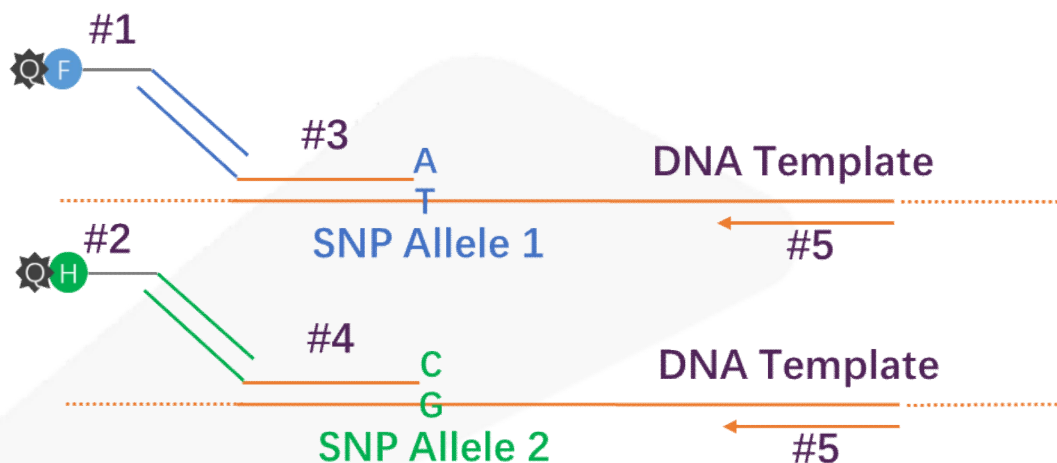 #1
Q F
#3
A
DNA Template
T
SNP Allele 1
#5
#2
Q H
#4
C
DNA Template
G
SNP Allele 2
#5